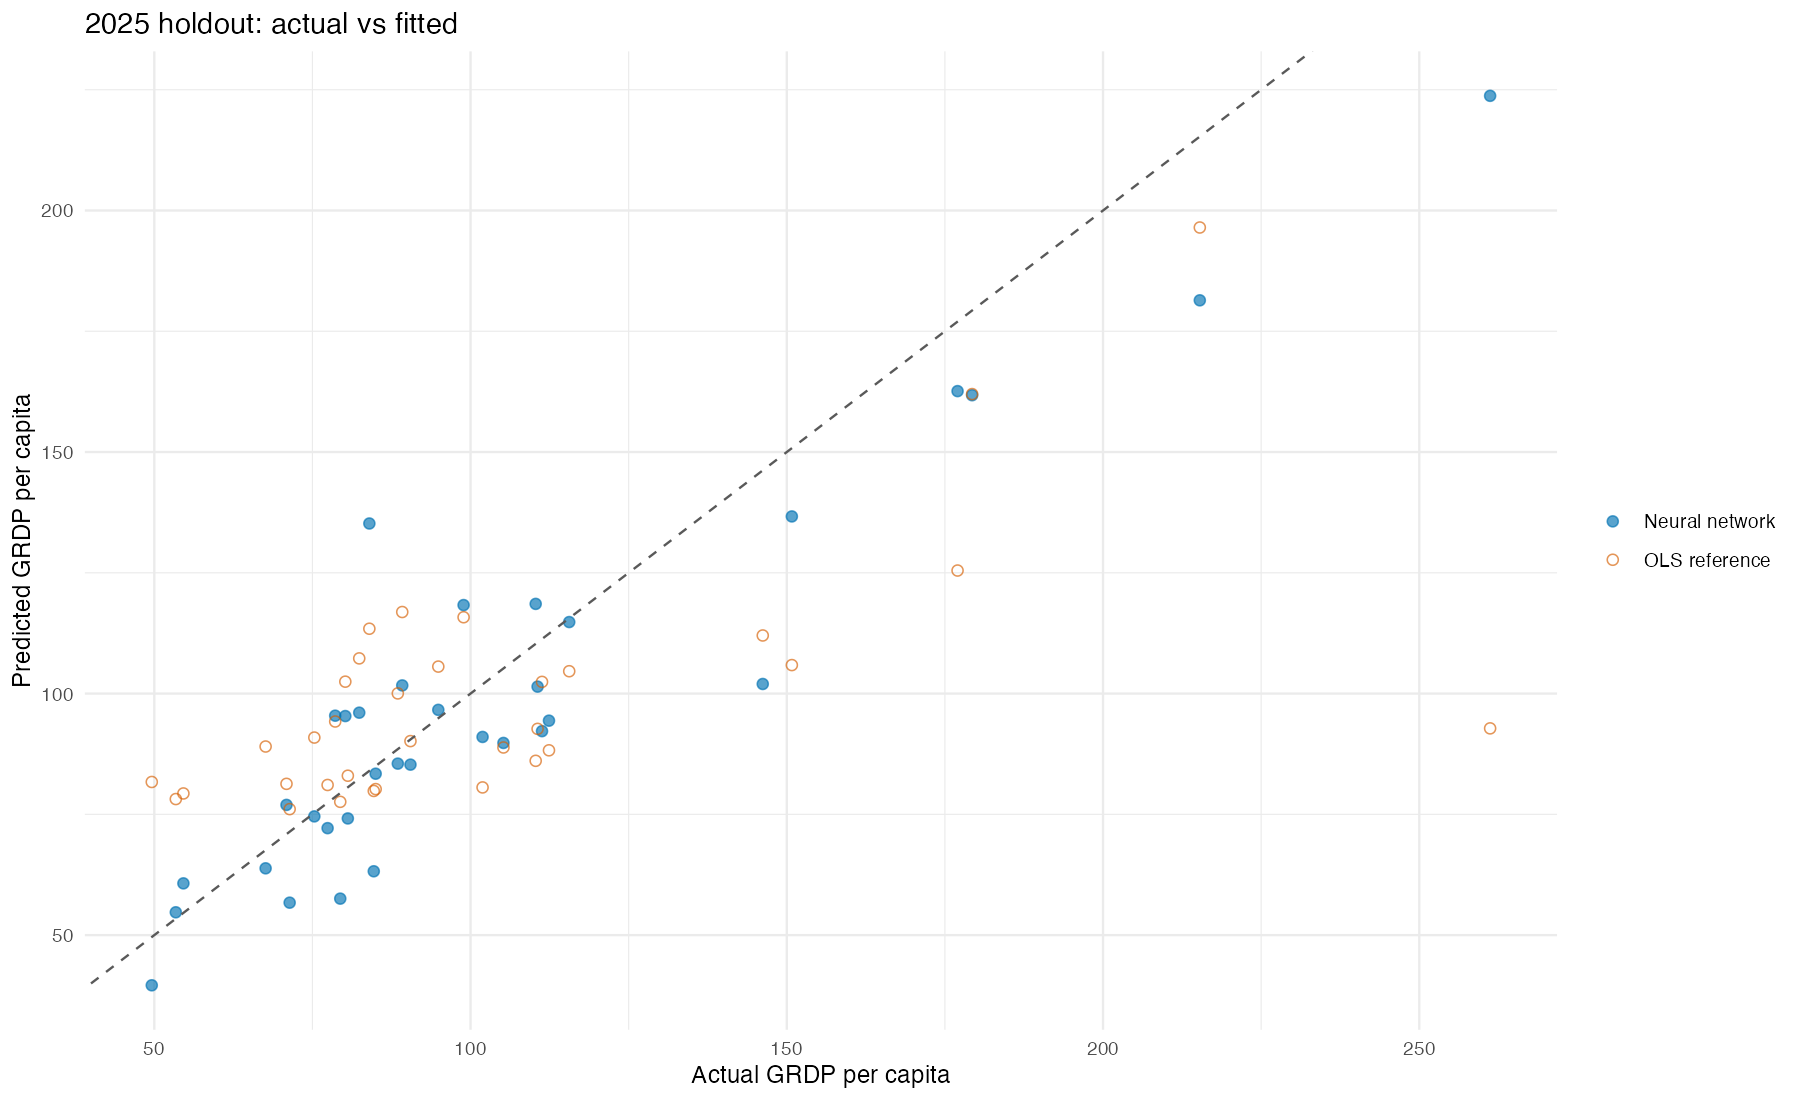 2025 holdout: actual vs fitted
Predicted GRDP per capita
200
150
100
50
50
100
150
200
250
Actual GRDP per capita
Neural network
OLS reference